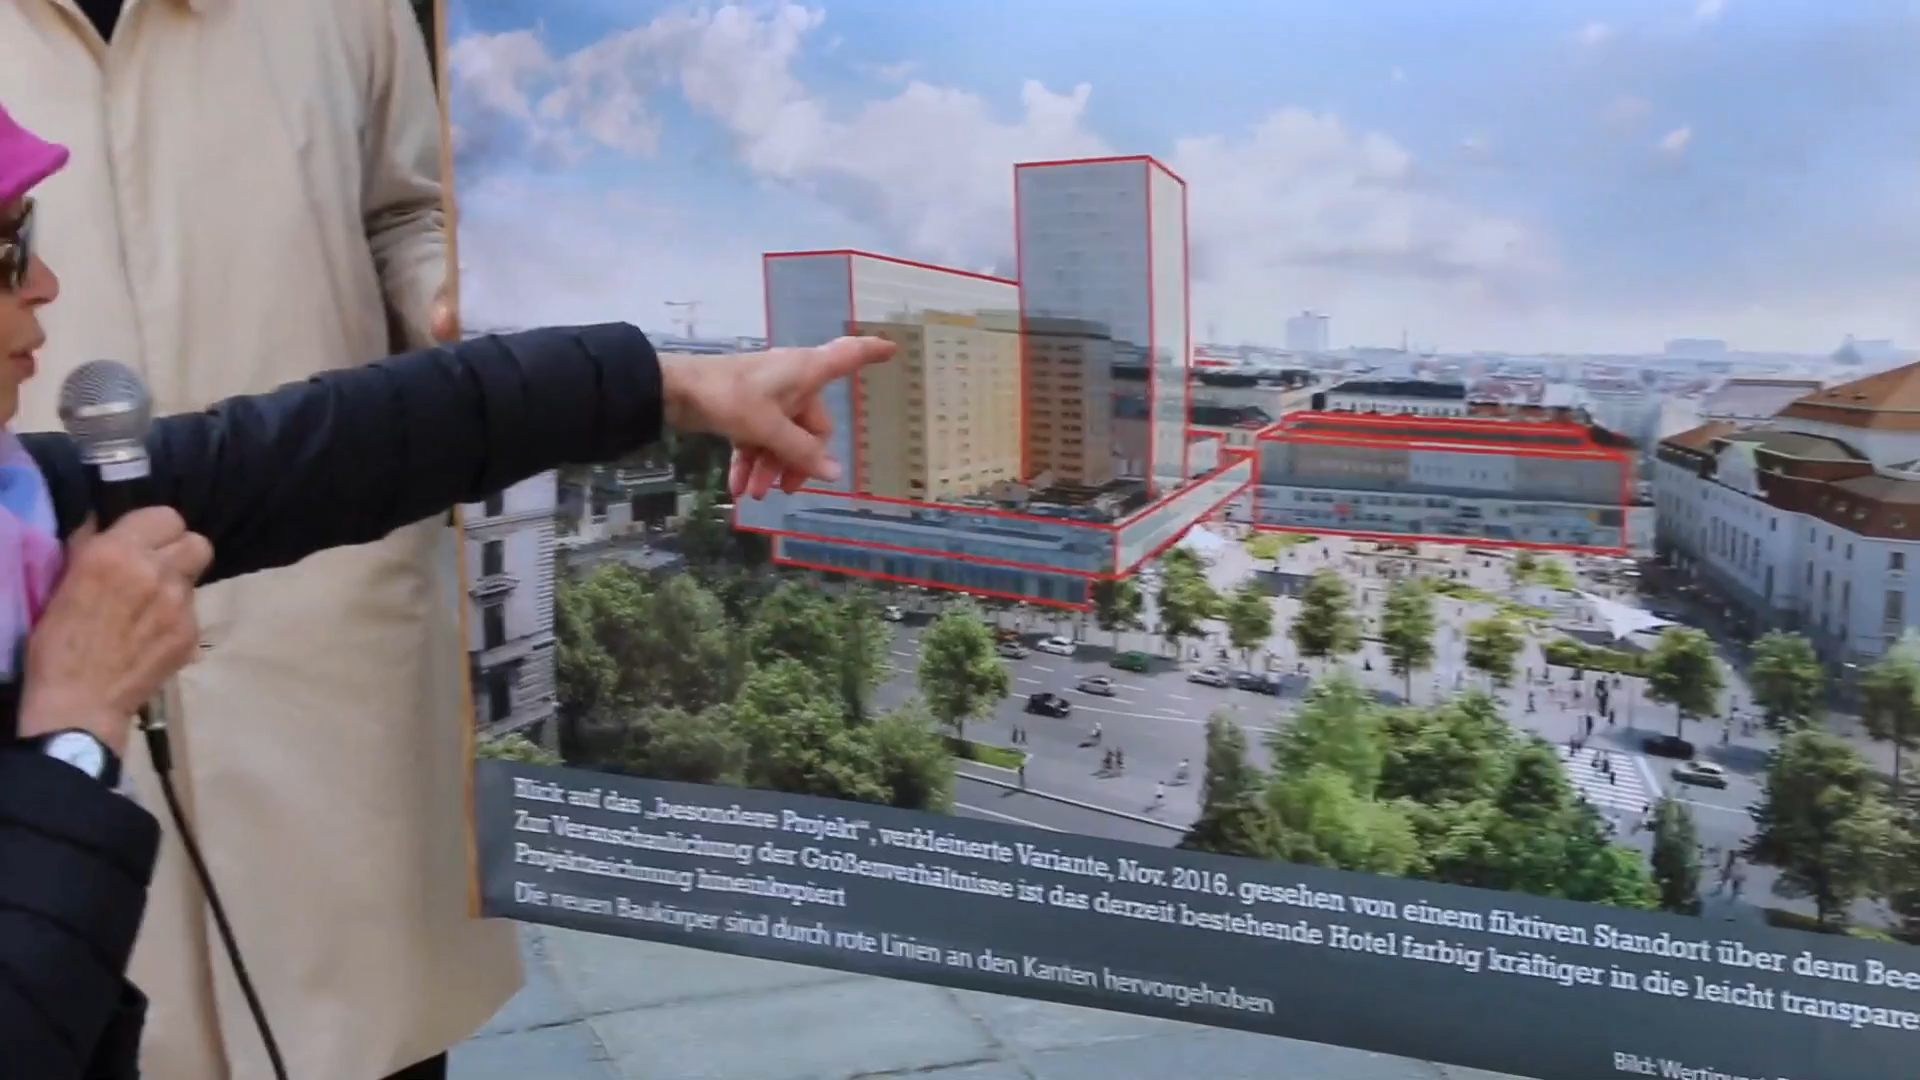 Blick auf das „besondere Projekt“, verkleinerte Variante, Nov. 2016. gesehen von einem fiktiven Standort über dem
Zur Veranschaulichung der Größenverhältnisse ist das derzeit bestehende Hotel farbig kräftiger in die leicht
Projektzeichnung hineinkopiert
Die neuen Baukörper sind durch rote Linien an den Kanten hervorgehoben
Bild: